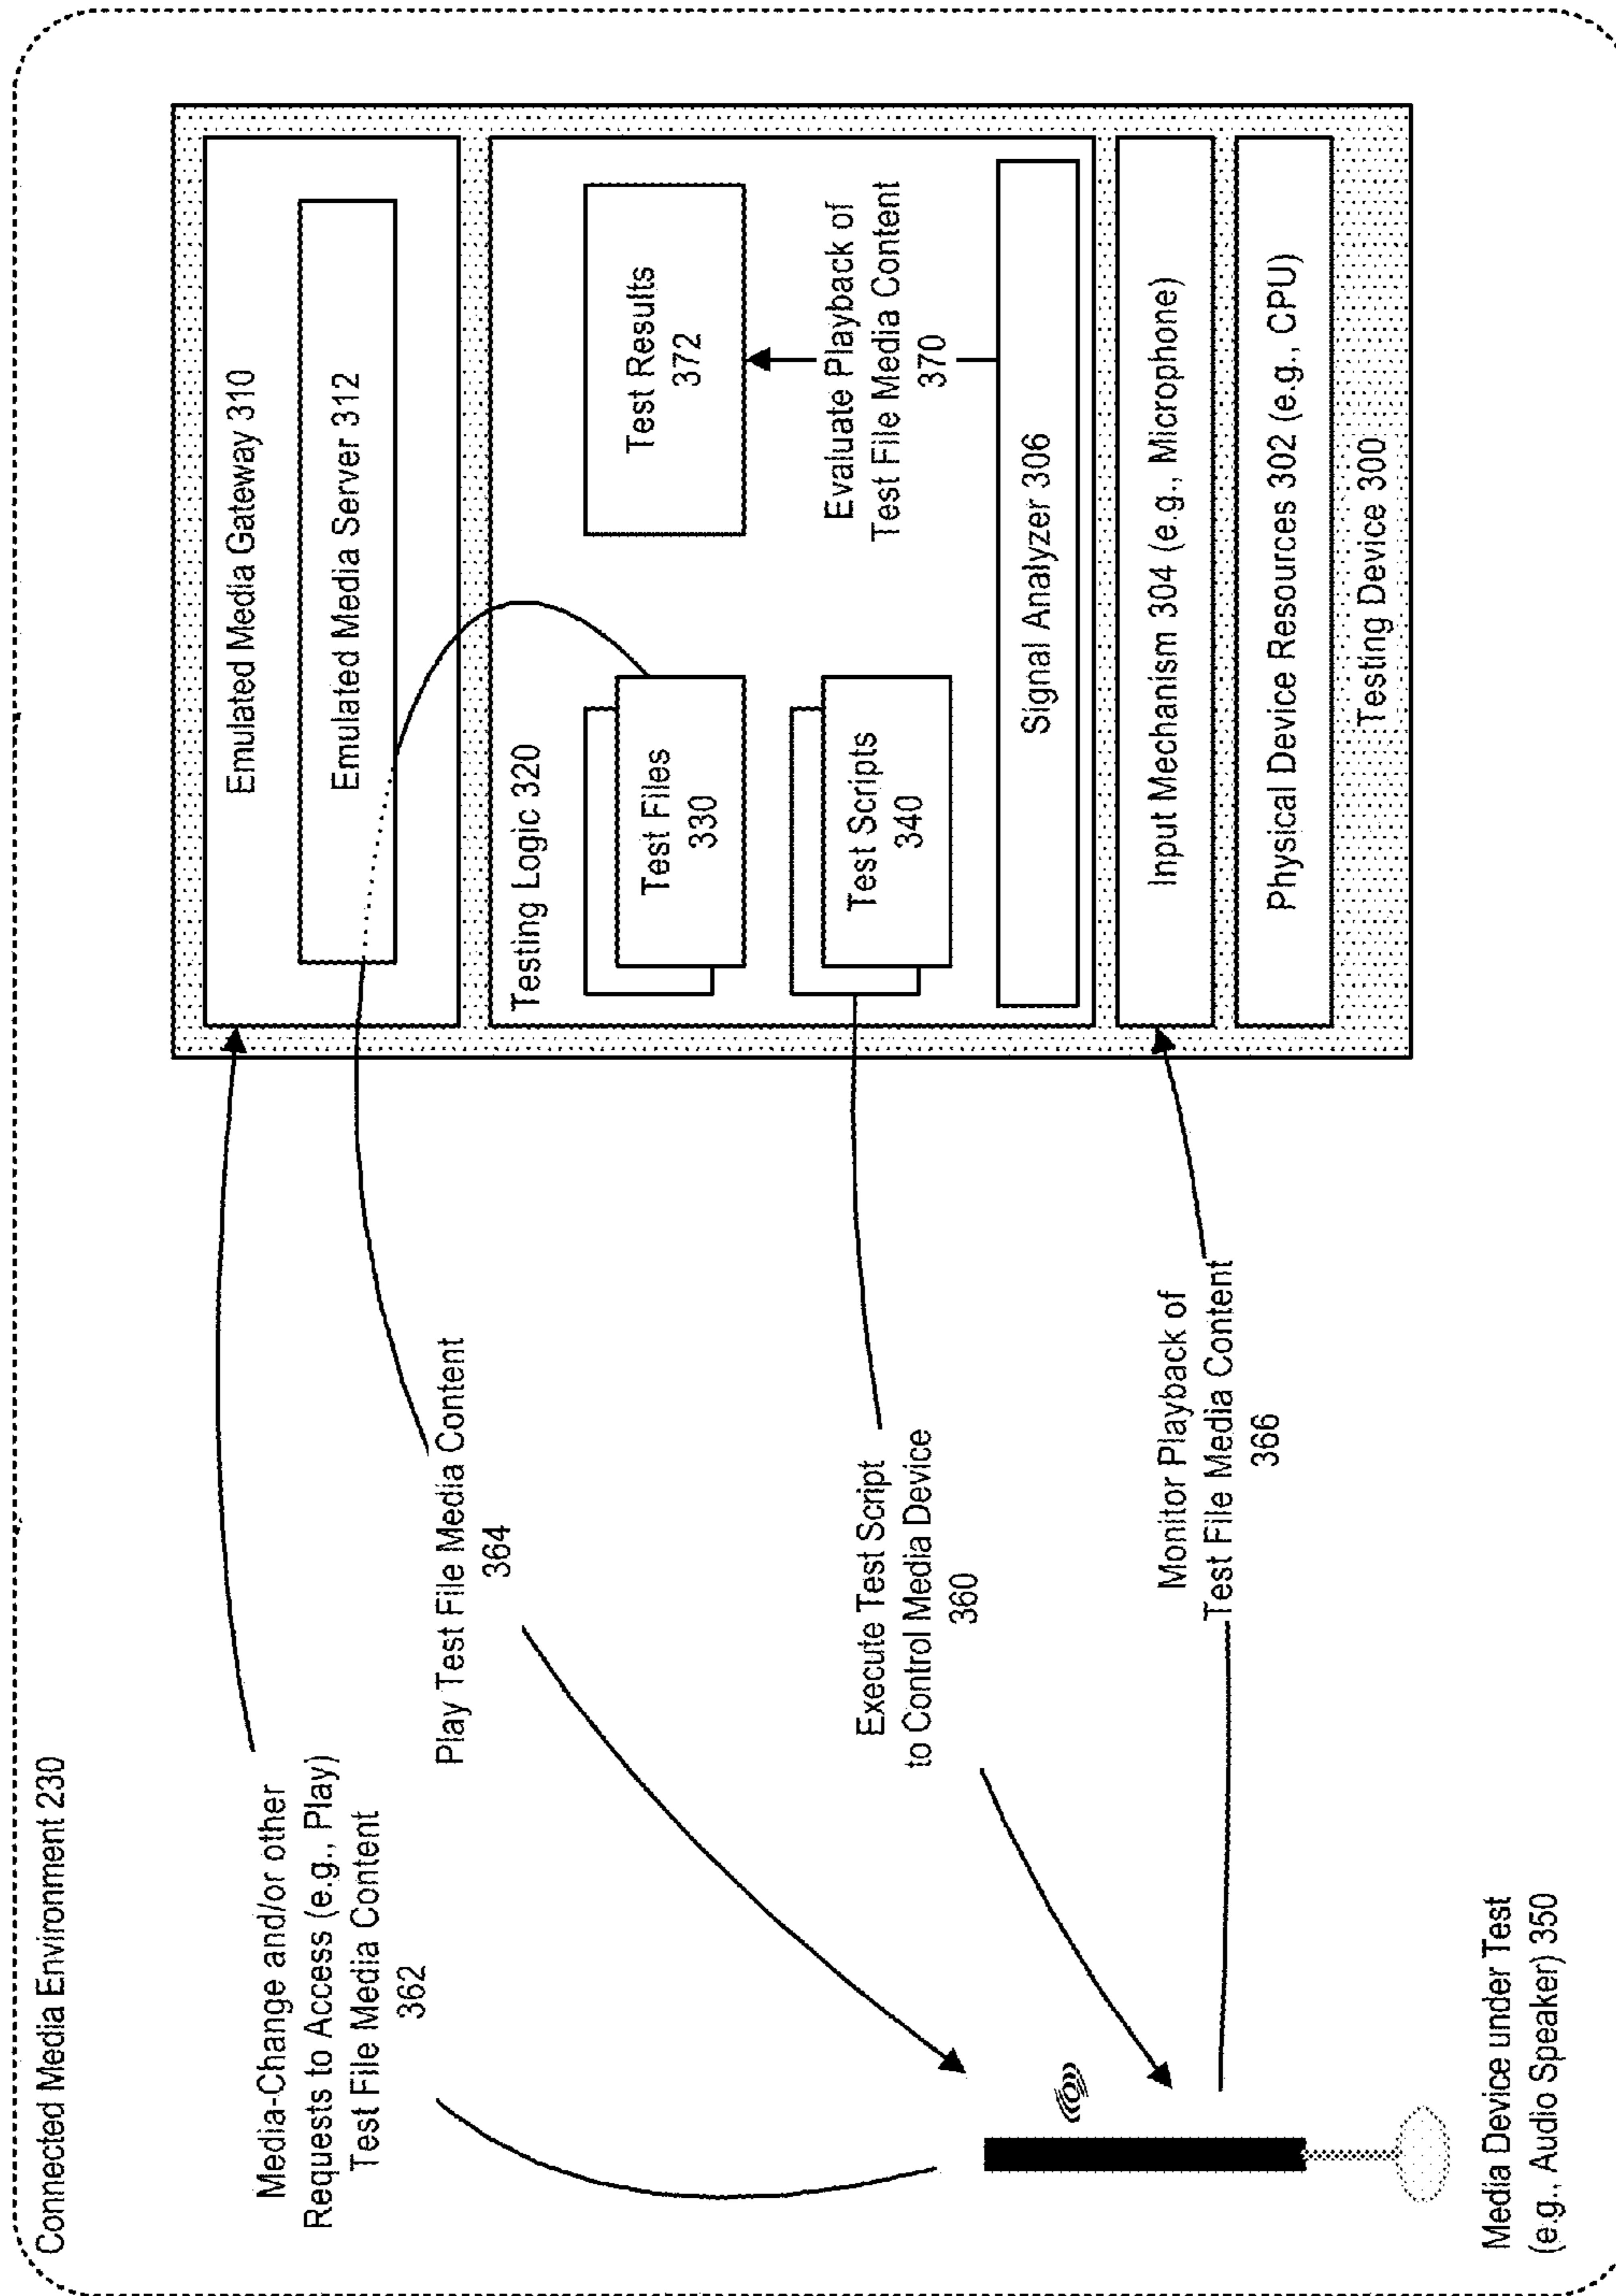 Connected Media Environment 230
Media-Change and/or other
Requests to Access (e.g., Play)
Test File Media Content
362
Play Test File Media Content
364
Execute Test Script
to Control Media Device
360
Monitor Playback of
Test File Media Content
366
Media Device under Test
(e.g., Audio Speaker) 350
Emulated Media Gateway 310
Emulated Media Server 312
Testing Logic 320
Test Files
330
Test Scripts
340
Test Results
372
Evaluate Playback of
Test File Media Content
370
Signal Analyzer 306
Input Mechanism 304 (e.g., Microphone)
Physical Device Resources 302 (e.g., CPU)
Testing Device 300